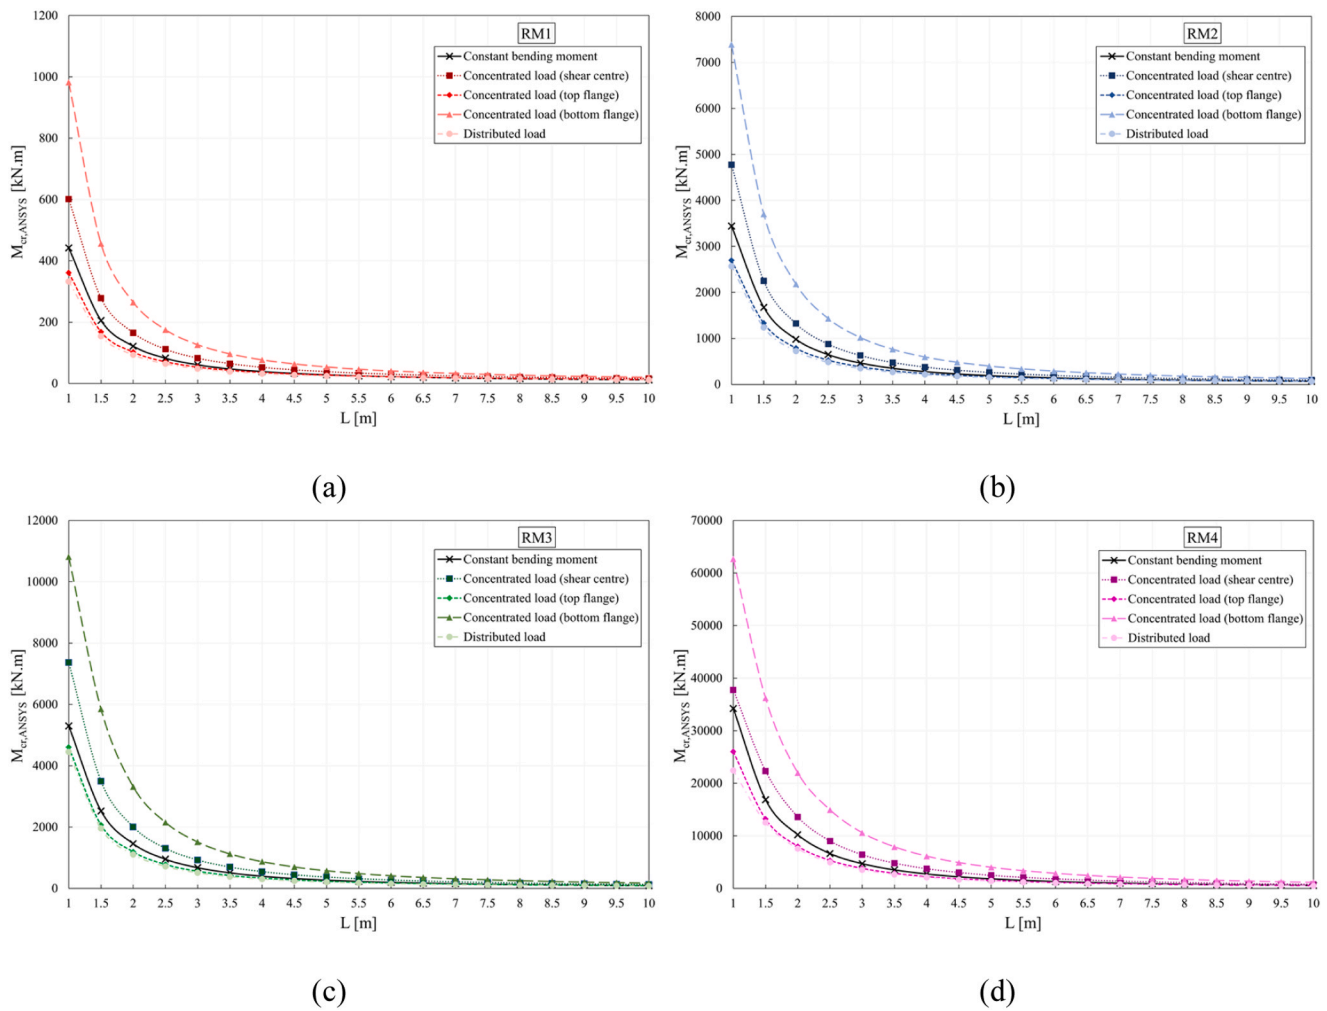 RM1
Constant bending moment
Concentrated load (shear centre)
Concentrated load (top flange)
Concentrated load (bottom flange)
Distributed load
1200
1000
800
600
400
200
0
M_cr,ANSYS [kN.m]
1 1.5 2 2.5 3 3.5 4 4.5 5 5.5 6 6.5 7 7.5 8 8.5 9 9.5 10
L [m]
(a)
RM2
Constant bending moment
Concentrated load (shear centre)
Concentrated load (top flange)
Concentrated load (bottom flange)
Distributed load
8000
7000
6000
5000
4000
3000
2000
1000
0
M_cr,ANSYS [kN.m]
1 1.5 2 2.5 3 3.5 4 4.5 5 5.5 6 6.5 7 7.5 8 8.5 9 9.5 10
L [m]
(b)
RM3
Constant bending moment
Concentrated load (shear centre)
Concentrated load (top flange)
Concentrated load (bottom flange)
Distributed load
12000
10000
8000
6000
4000
2000
0
M_cr,ANSYS [kN.m]
1 1.5 2 2.5 3 3.5 4 4.5 5 5.5 6 6.5 7 7.5 8 8.5 9 9.5 10
L [m]
(c)
RM4
Constant bending moment
Concentrated load (shear centre)
Concentrated load (top flange)
Concentrated load (bottom flange)
Distributed load
70000
60000
50000
40000
30000
20000
10000
0
M_cr,ANSYS [kN.m]
1 1.5 2 2.5 3 3.5 4 4.5 5 5.5 6 6.5 7 7.5 8 8.5 9 9.5 10
L [m]
(d)